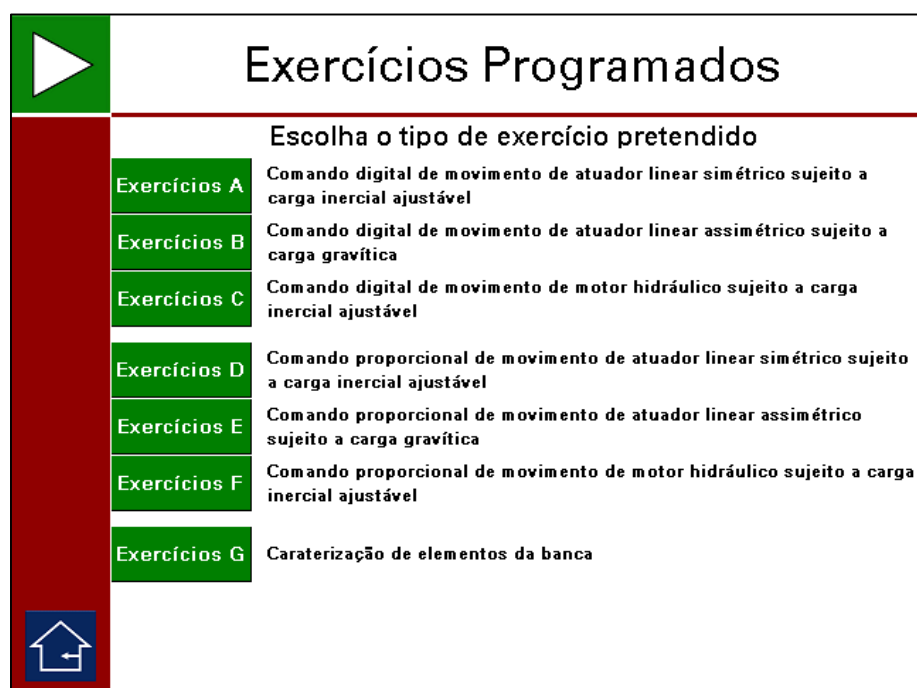 Exercícios Programados
Escolha o tipo de exercício pretendido
Exercícios A
Comando digital de movimento de atuador linear simétrico sujeito a
carga inercial ajustável
Exercícios B
Comando digital de movimento de atuador linear assimétrico sujeito a
carga gravítica
Exercícios C
Comando digital de movimento de motor hidráulico sujeito a carga
inercial ajustável
Exercícios D
Comando proporcional de movimento de atuador linear simétrico sujeito
a carga inercial ajustável
Exercícios E
Comando proporcional de movimento de atuador linear assimétrico
sujeito a carga gravítica
Exercícios F
Comando proporcional de movimento de motor hidráulico sujeito a carga
inercial ajustável
Exercícios G
Caraterização de elementos da banca